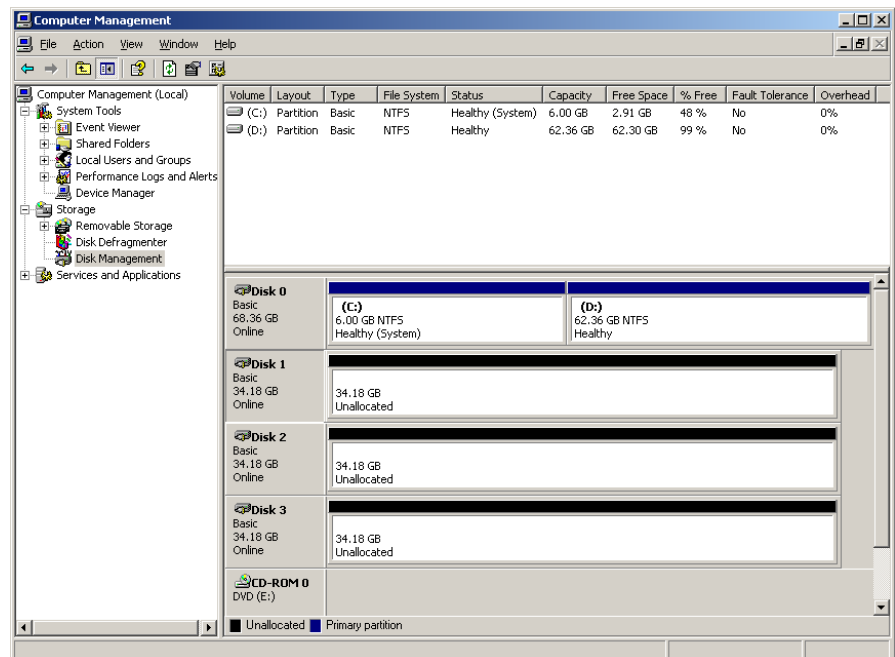 Computer Management
File Action View Window Help
Computer Management (Local)
System Tools
Event Viewer
Shared Folders
Local Users and Groups
Performance Logs and Alerts
Device Manager
Storage
Removable Storage
Disk Defragmenter
Disk Management
Services and Applications
Volume Layout Type File System Status Capacity Free Space % Free Fault Tolerance Overhead
(C:) Partition Basic NTFS Healthy (System) 6.00 GB 2.91 GB 48 % No 0%
(D:) Partition Basic NTFS Healthy 62.36 GB 62.30 GB 99 % No 0%
Disk 0
Basic
68.36 GB
Online
(C:)
6.00 GB NTFS
Healthy (System)
(D:)
62.36 GB NTFS
Healthy
Disk 1
Basic
34.18 GB
Online
34.18 GB
Unallocated
Disk 2
Basic
34.18 GB
Online
34.18 GB
Unallocated
Disk 3
Basic
34.18 GB
Online
34.18 GB
Unallocated
CD-ROM 0
DVD (E:)
Unallocated Primary partition